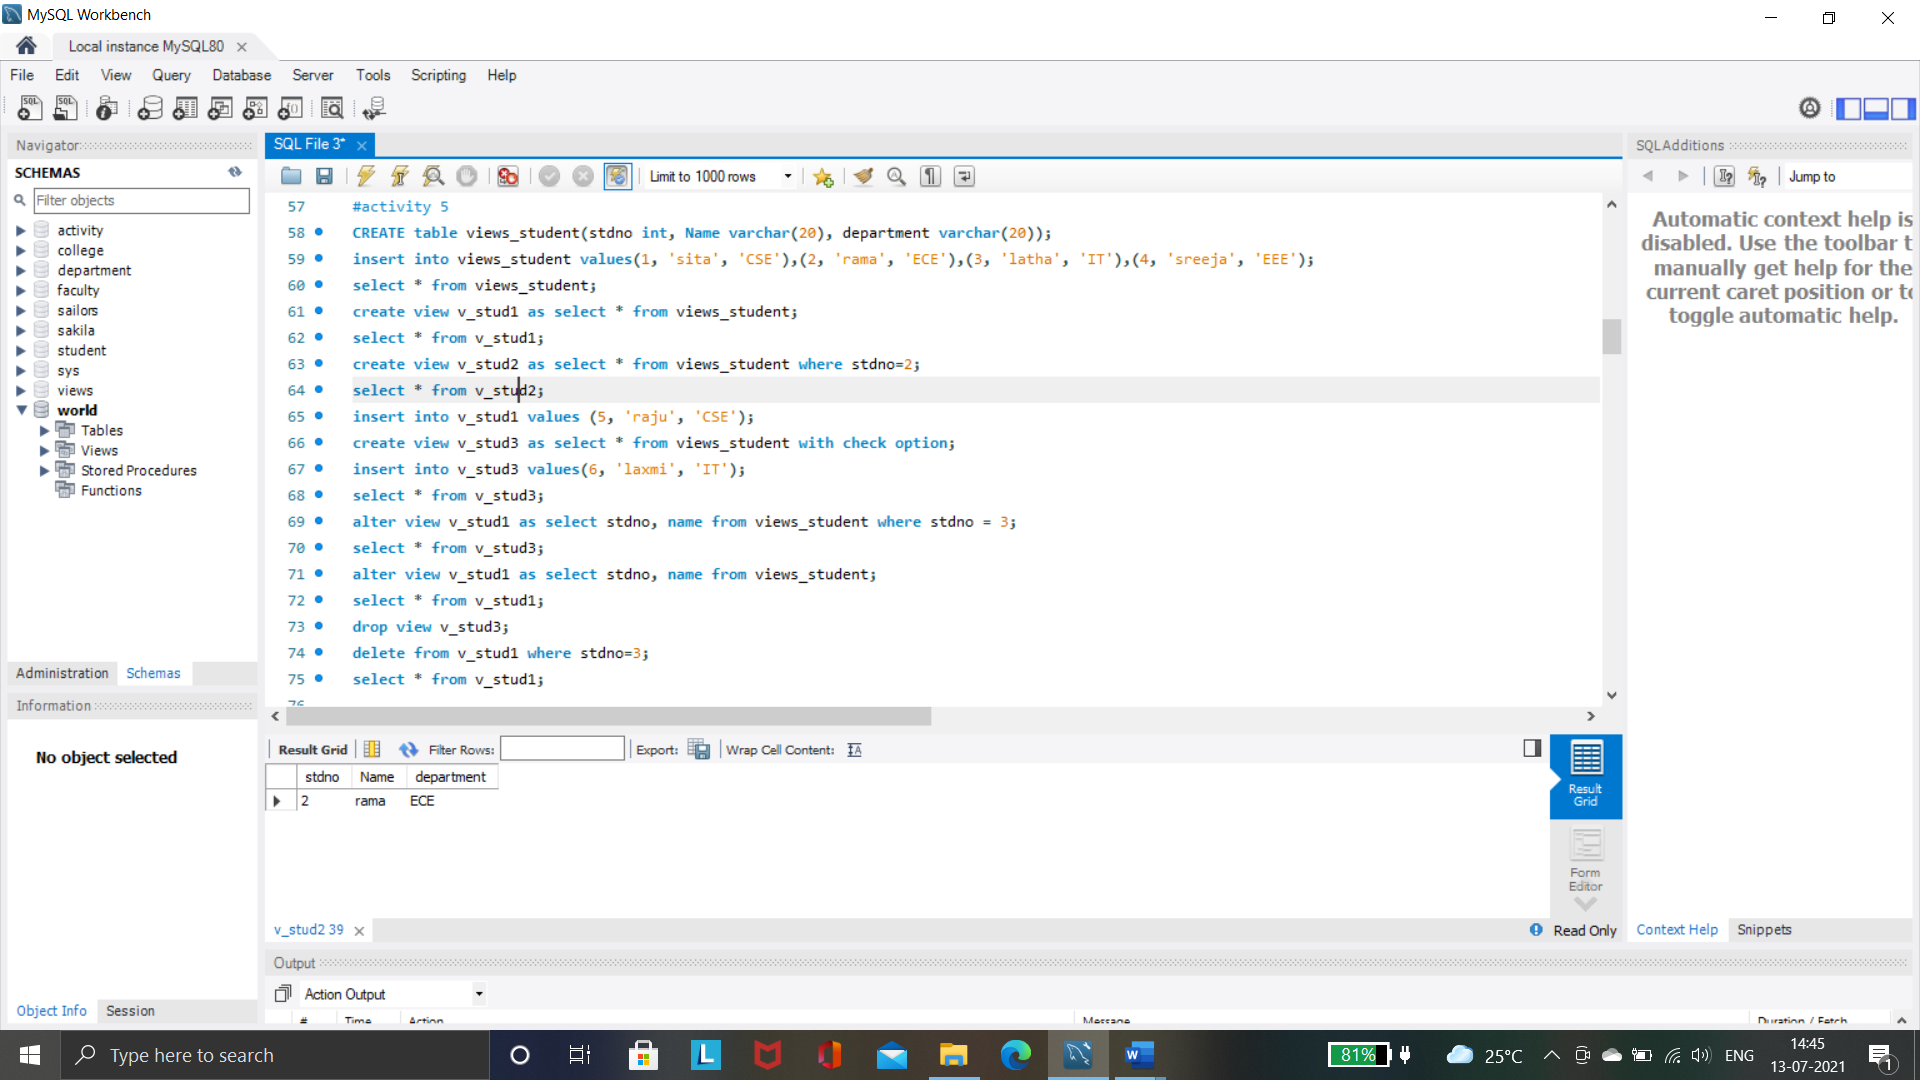 MySQL Workbench
Local instance MySQL80
File Edit View Query Database Server Tools Scripting Help
Navigator
SCHEMAS
Filter objects
activity
college
department
faculty
sailors
sakila
student
sys
views
world
Tables
Views
Stored Procedures
Functions
Administration Schemas
Information
No object selected
Object Info Session
SQL File 3*
Limit to 1000 rows
57 #activity 5
58 CREATE table views_student(stdno int, Name varchar(20), department varchar(20));
59 insert into views_student values(1, 'sita', 'CSE'),(2, 'rama', 'ECE'),(3, 'latha', 'IT'),(4, 'sreeja', 'EEE');
60 select * from views_student;
61 create view v_stud1 as select * from views_student;
62 select * from v_stud1;
63 create view v_stud2 as select * from views_student where stdno=2;
64 select * from v_stud2;
65 insert into v_stud1 values (5, 'raju', 'CSE');
66 create view v_stud3 as select * from views_student with check option;
67 insert into v_stud3 values(6, 'laxmi', 'IT');
68 select * from v_stud3;
69 alter view v_stud1 as select stdno, name from views_student where stdno = 3;
70 select * from v_stud3;
71 alter view v_stud1 as select stdno, name from views_student;
72 select * from v_stud1;
73 drop view v_stud3;
74 delete from v_stud1 where stdno=3;
75 select * from v_stud1;
76
Result Grid Filter Rows: Export: Wrap Cell Content:
stdno Name department
2 rama ECE
Result
Grid
Form
Editor
v_stud2 39
Read Only
Output
Action Output
# Time Action Message Duration / Fetch
SQLAdditions
Jump to
Automatic context help is
disabled. Use the toolbar t
manually get help for the
current caret position or to
toggle automatic help.
Context Help Snippets
Type here to search
81%
25°C
ENG
14:45
13-07-2021
1